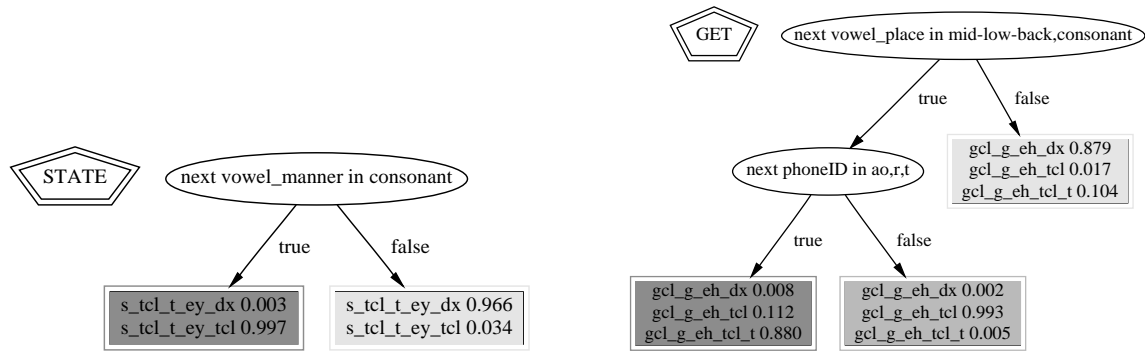 STATE
next vowel_manner in consonant
true
false
s_tcl_t_ey_dx 0.003
s_tcl_t_ey_tcl 0.997
s_tcl_t_ey_dx 0.966
s_tcl_t_ey_tcl 0.034
GET
next vowel_place in mid-low-back,consonant
true
false
next phoneID in ao,r,t
gcl_g_eh_dx 0.879
gcl_g_eh_tcl 0.017
gcl_g_eh_tcl_t 0.104
true
false
gcl_g_eh_dx 0.008
gcl_g_eh_tcl 0.112
gcl_g_eh_tcl_t 0.880
gcl_g_eh_dx 0.002
gcl_g_eh_tcl 0.993
gcl_g_eh_tcl_t 0.005